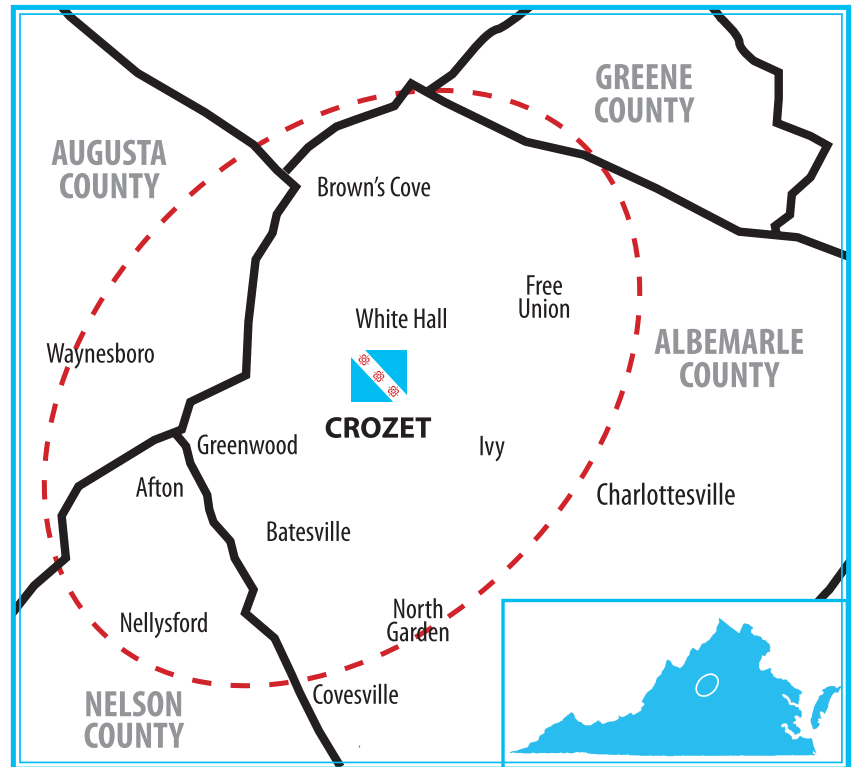 GREENE
COUNTY
AUGUSTA
COUNTY
Brown's Cove
Free
Union
White Hall
ALBEMARLE
COUNTY
Waynesboro
CROZET
Greenwood
Ivy
Afton
Charlottesville
Batesville
North
Garden
Nellysford
Covesville
NELSON
COUNTY